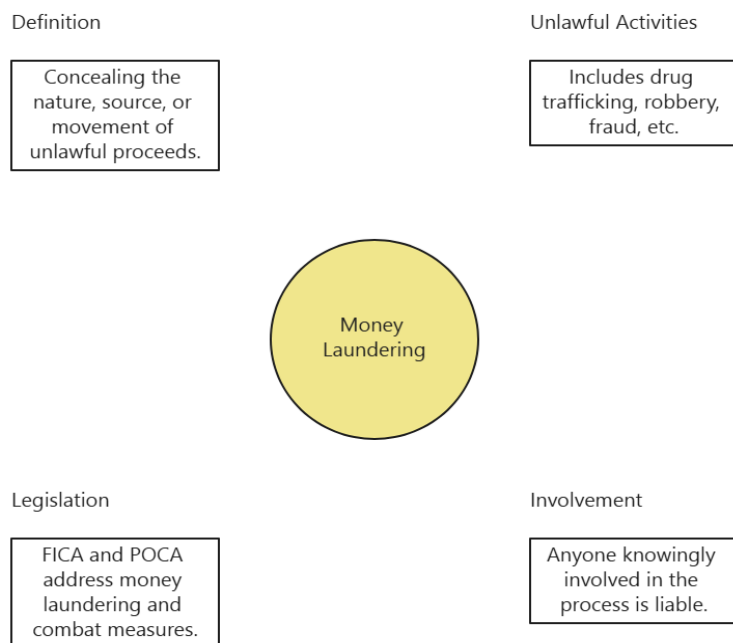 Definition
Concealing the
nature, source, or
movement of
unlawful proceeds.
Unlawful Activities
Includes drug
trafficking, robbery,
fraud, etc.
Money
Laundering
Legislation
FICA and POCA
address money
laundering and
combat measures.
Involvement
Anyone knowingly
involved in the
process is liable.